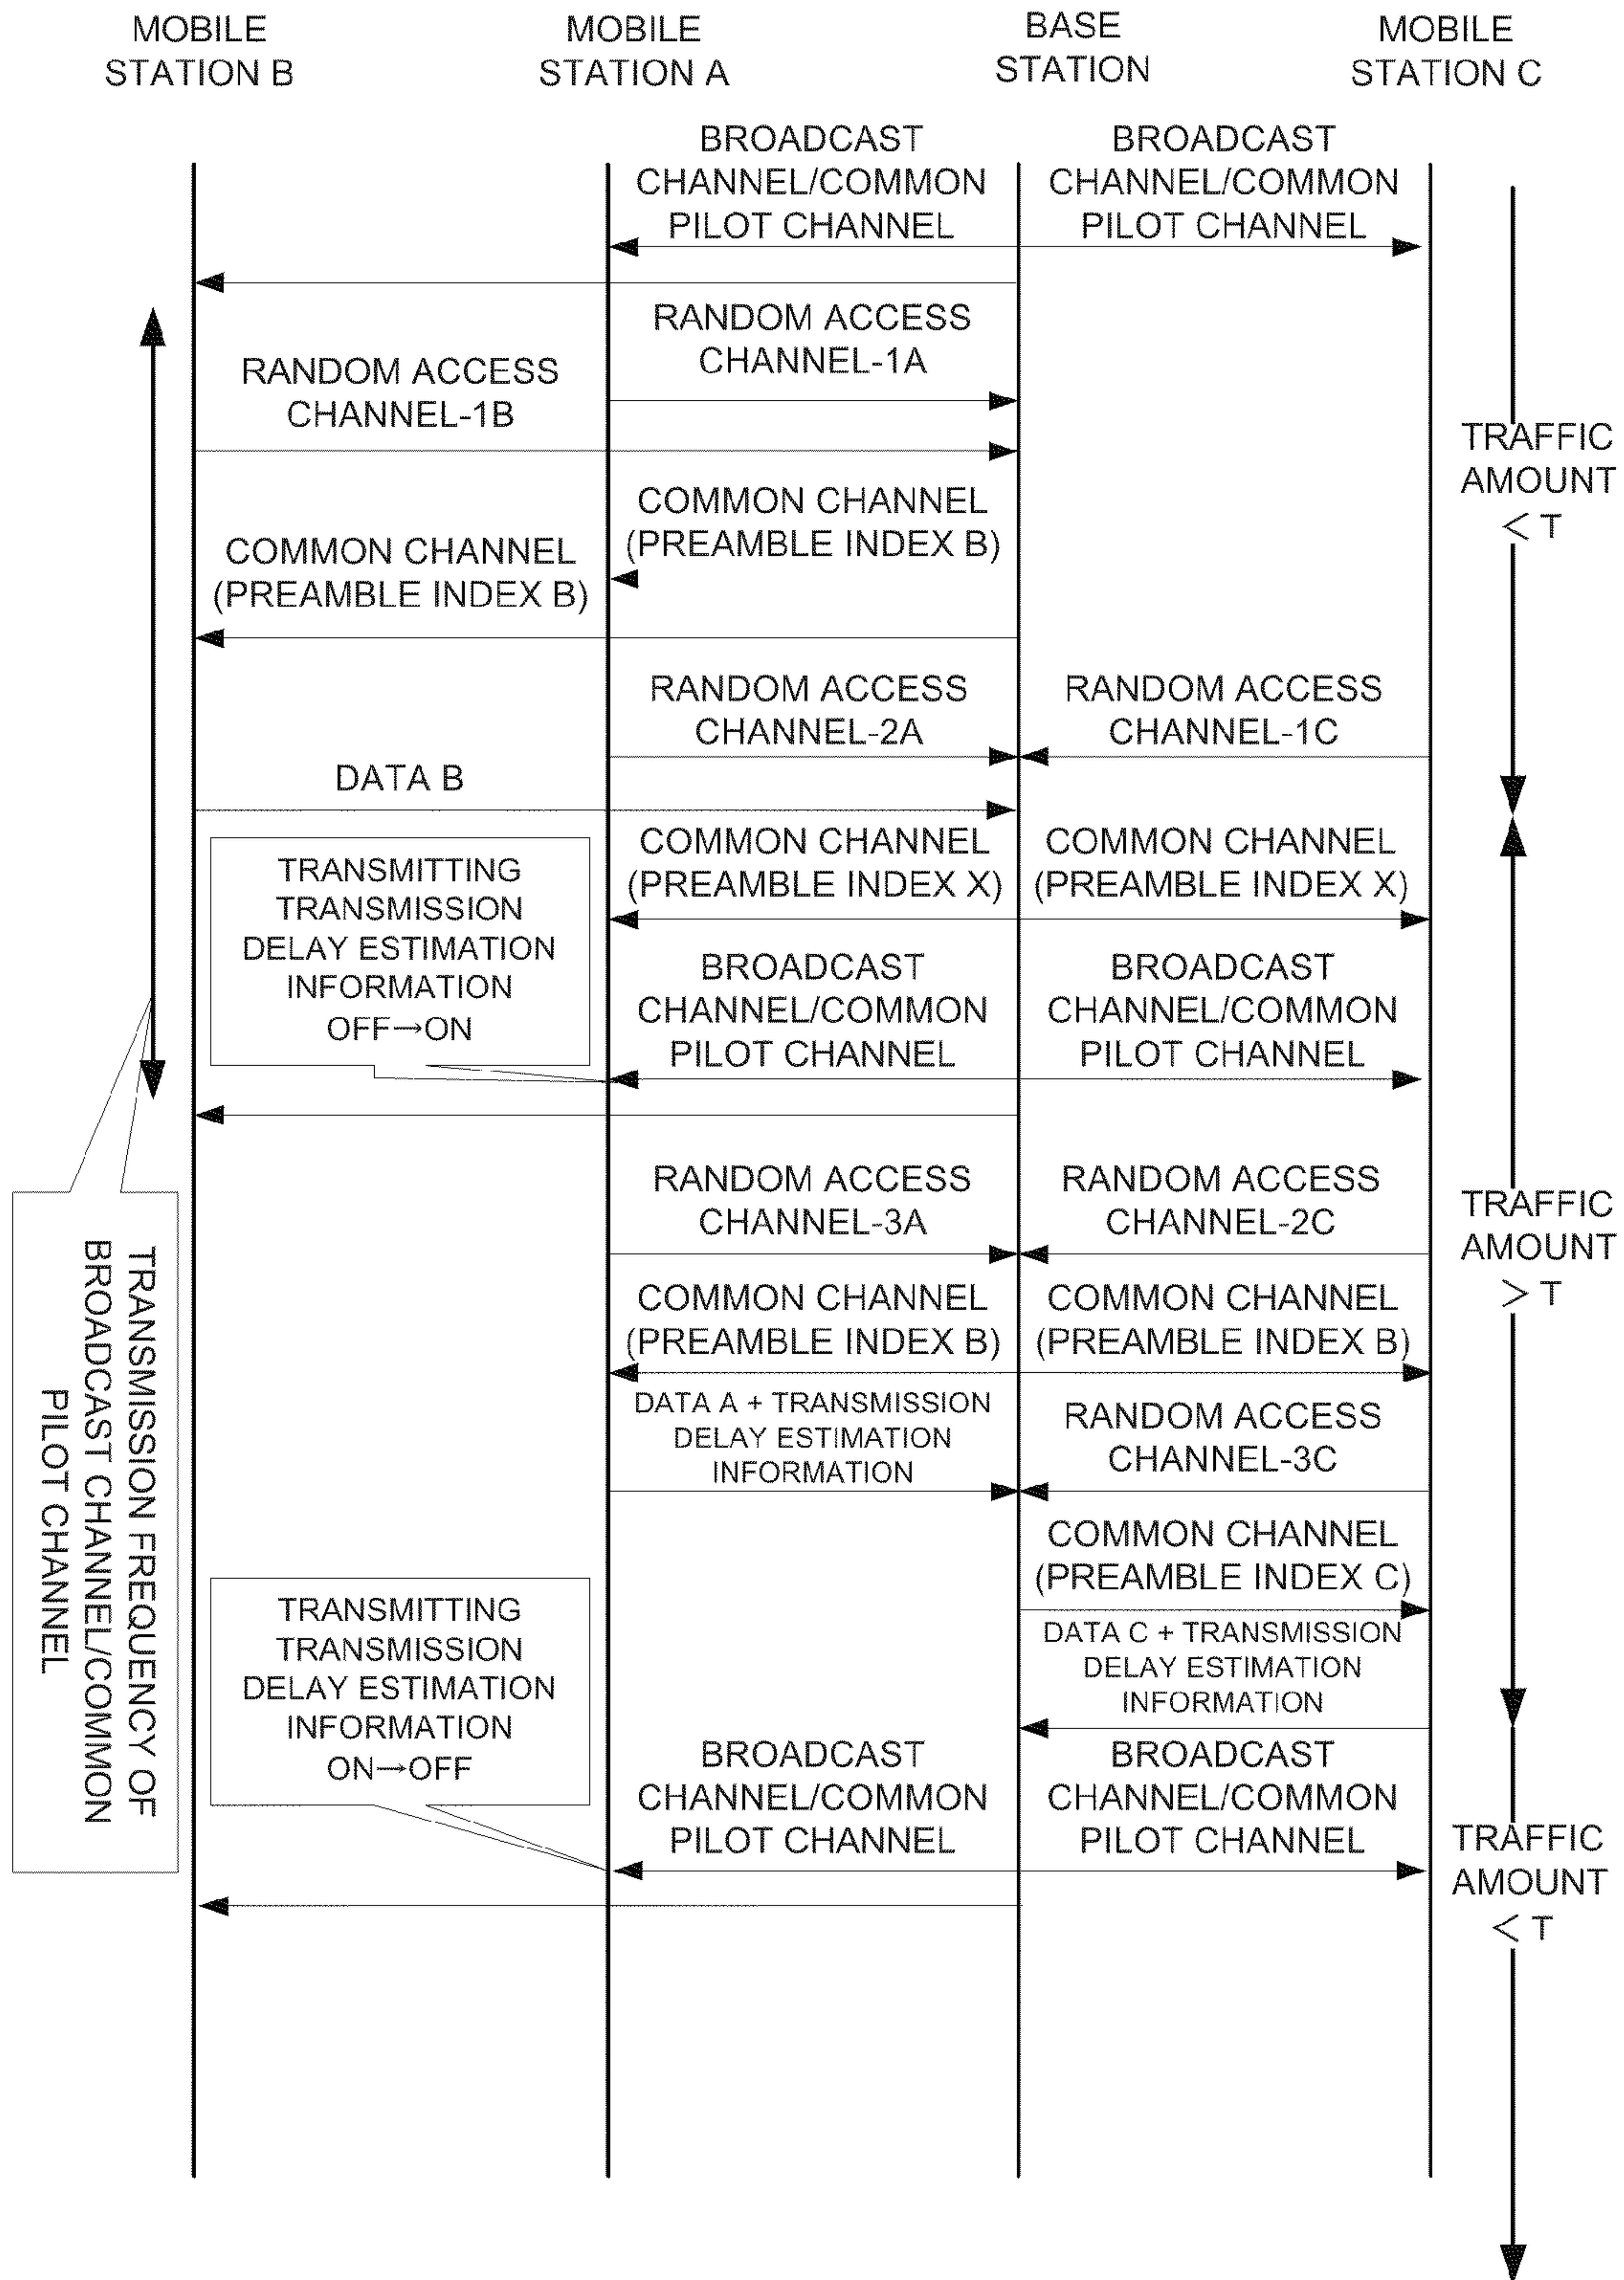 MOBILE
STATION B
MOBILE
STATION A
BASE
STATION
MOBILE
STATION C
BROADCAST
CHANNEL/COMMON
PILOT CHANNEL
BROADCAST
CHANNEL/COMMON
PILOT CHANNEL
RANDOM ACCESS
CHANNEL-1A
RANDOM ACCESS
CHANNEL-1B
TRAFFIC
AMOUNT
< T
COMMON CHANNEL
(PREAMBLE INDEX B)
COMMON CHANNEL
(PREAMBLE INDEX B)
RANDOM ACCESS
CHANNEL-2A
RANDOM ACCESS
CHANNEL-1C
DATA B
COMMON CHANNEL
(PREAMBLE INDEX X)
COMMON CHANNEL
(PREAMBLE INDEX X)
TRANSMITTING
TRANSMISSION
DELAY ESTIMATION
INFORMATION
OFF→ON
BROADCAST
CHANNEL/COMMON
PILOT CHANNEL
BROADCAST
CHANNEL/COMMON
PILOT CHANNEL
RANDOM ACCESS
CHANNEL-3A
RANDOM ACCESS
CHANNEL-2C
TRAFFIC
AMOUNT
> T
TRANSMISSION FREQUENCY OF
BROADCAST CHANNEL/COMMON
PILOT CHANNEL
COMMON CHANNEL
(PREAMBLE INDEX B)
COMMON CHANNEL
(PREAMBLE INDEX B)
DATA A + TRANSMISSION
DELAY ESTIMATION
INFORMATION
RANDOM ACCESS
CHANNEL-3C
COMMON CHANNEL
(PREAMBLE INDEX C)
DATA C + TRANSMISSION
DELAY ESTIMATION
INFORMATION
TRANSMITTING
TRANSMISSION
DELAY ESTIMATION
INFORMATION
ON→OFF
BROADCAST
CHANNEL/COMMON
PILOT CHANNEL
BROADCAST
CHANNEL/COMMON
PILOT CHANNEL
TRAFFIC
AMOUNT
< T